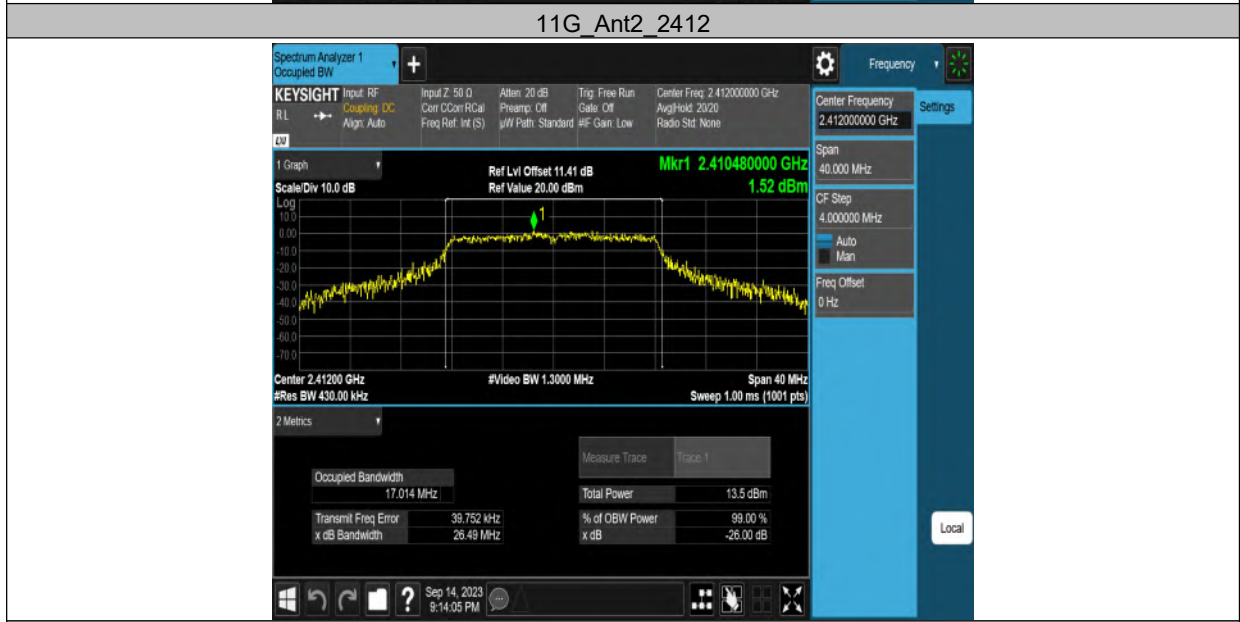 11G_Ant2_2412
Spectrum Analyzer 1
Occupied BW
Frequency
KEYSIGHT
Input: RF
Coupling: DC
Align: Auto
RL
LXI
Input Z: 50 Ω
Corr CCorr RCal
Freq Ref: Int (S)
Atten: 20 dB
Preamp: Off
µW Path: Standard
Trig: Free Run
Gate: Off
#IF Gain: Low
Center Freq: 2.412000000 GHz
Avg|Hold: 20/20
Radio Std: None
Center Frequency
2.412000000 GHz
Settings
Span
40.000 MHz
CF Step
4.000000 MHz
Auto
Man
Freq Offset
0 Hz
1 Graph
Scale/Div 10.0 dB
Ref Lvl Offset 11.41 dB
Ref Value 20.00 dBm
Mkr1 2.410480000 GHz
1.52 dBm
Log
10.0
0.00
-10.0
-20.0
-30.0
-40.0
-50.0
-60.0
-70.0
1
Center 2.41200 GHz
#Res BW 430.00 kHz
#Video BW 1.3000 MHz
Span 40 MHz
Sweep 1.00 ms (1001 pts)
2 Metrics
Measure Trace Trace 1
Occupied Bandwidth
17.014 MHz
Total Power 13.5 dBm
Transmit Freq Error 39.752 kHz
% of OBW Power 99.00 %
x dB Bandwidth 26.49 MHz
x dB -26.00 dB
Local
?
Sep 14, 2023
9:14:05 PM